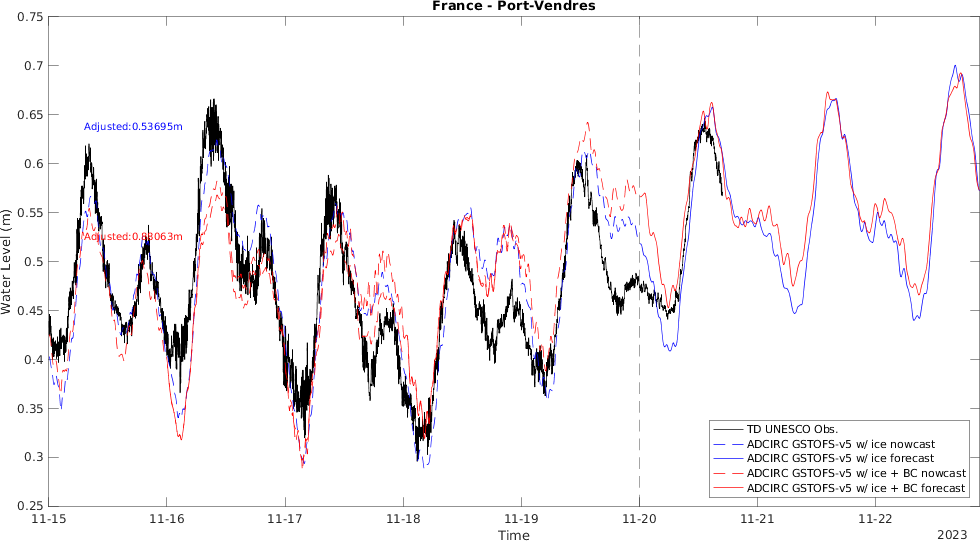 France - Port-Vendres
0.75
0.7
0.65
0.6
0.55
0.5
0.45
0.4
0.35
0.3
0.25
Water Level (m)
Adjusted:0.53695m
Adjusted:0.83063m
TD UNESCO Obs.
ADCIRC GSTOFS-v5 w/ ice nowcast
ADCIRC GSTOFS-v5 w/ ice forecast
ADCIRC GSTOFS-v5 w/ ice + BC nowcast
ADCIRC GSTOFS-v5 w/ ice + BC forecast
11-15 11-16 11-17 11-18 11-19 11-20 11-21 11-22
Time
2023